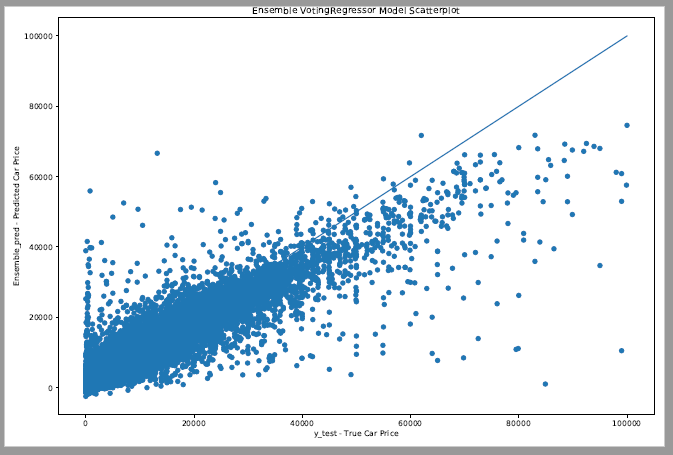 Ensemble VotingRegressor Model Scatterplot
100000
80000
60000
40000
20000
0
Ensemble_pred - Predicted Car Price
0 20000 40000 60000 80000 100000
y_test - True Car Price